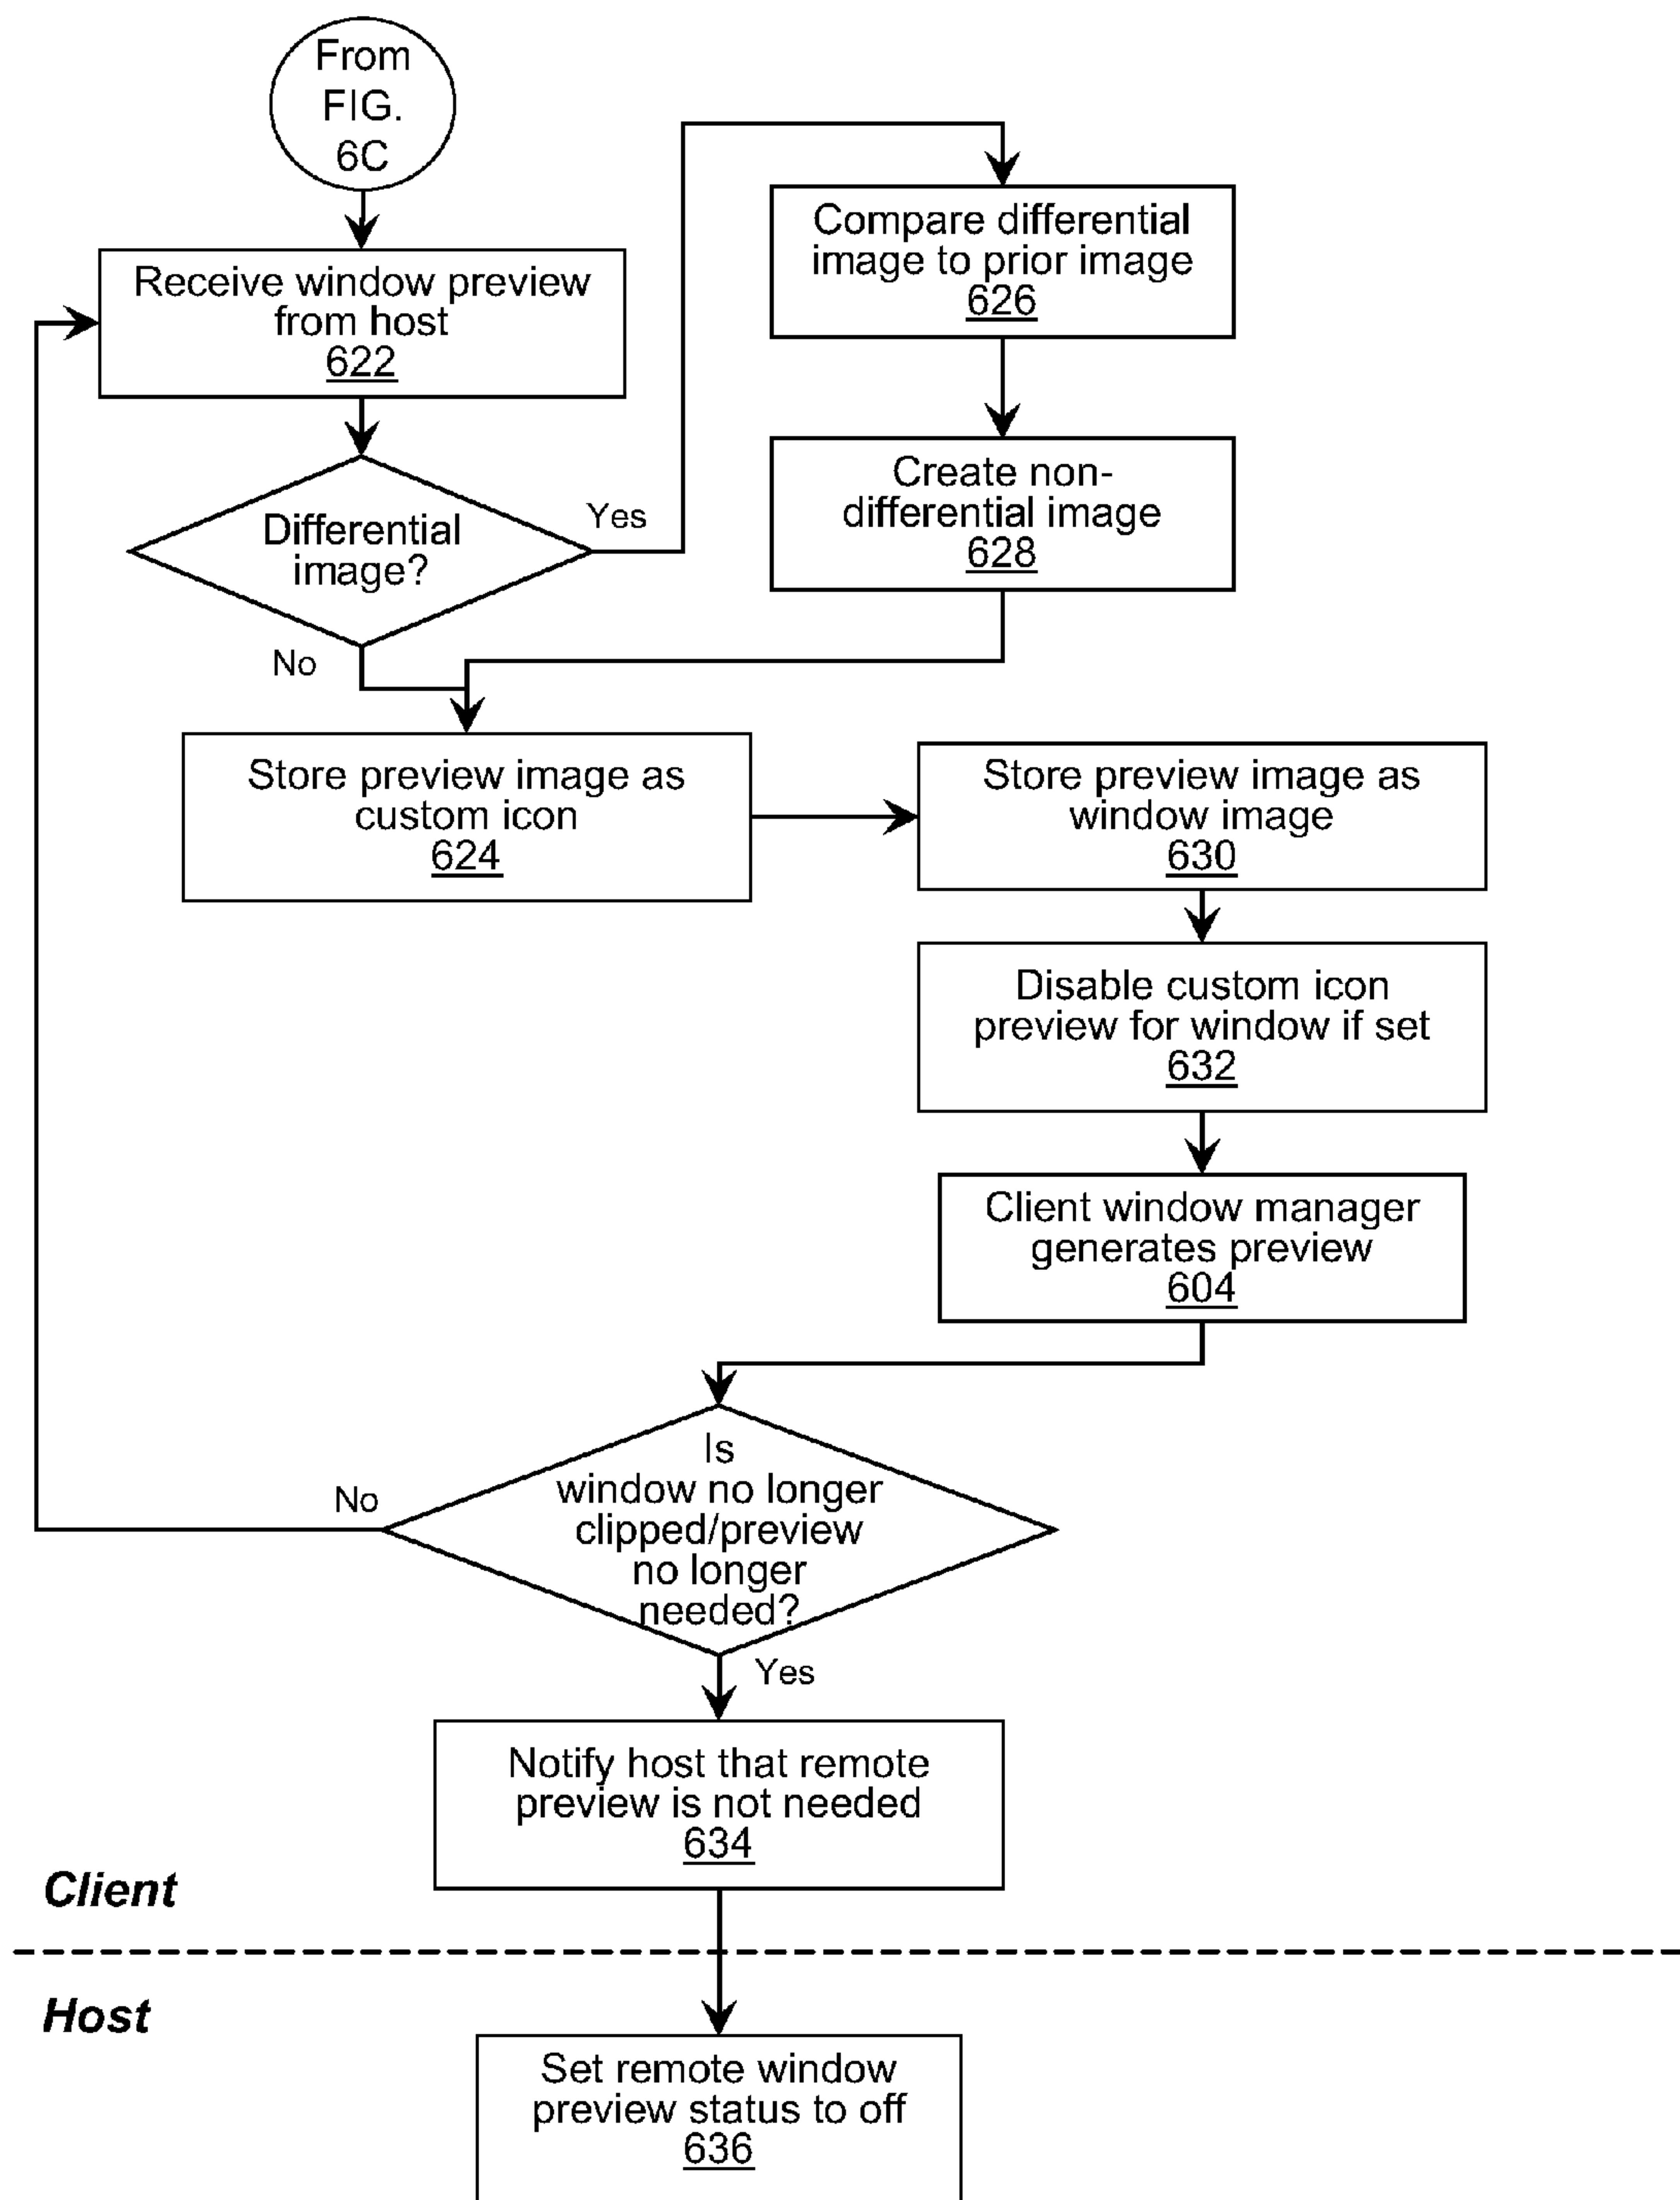 From
FIG.
6C
Receive window preview
from host
622
Differential
image?
Yes
No
Compare differential
image to prior image
626
Create non-
differential image
628
Store preview image as
custom icon
624
Store preview image as
window image
630
Disable custom icon
preview for window if set
632
Client window manager
generates preview
604
Is
window no longer
clipped/preview
no longer
needed?
No
Yes
Notify host that remote
preview is not needed
634
Client
Host
Set remote window
preview status to off
636